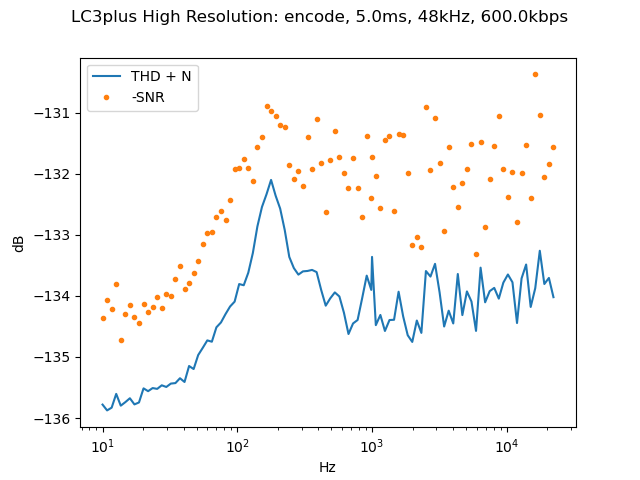 LC3plus High Resolution: encode, 5.0ms, 48kHz, 600.0kbps
THD + N
-SNR
dB
−131
−132
−133
−134
−135
−136
10¹
10²
10³
10⁴
Hz